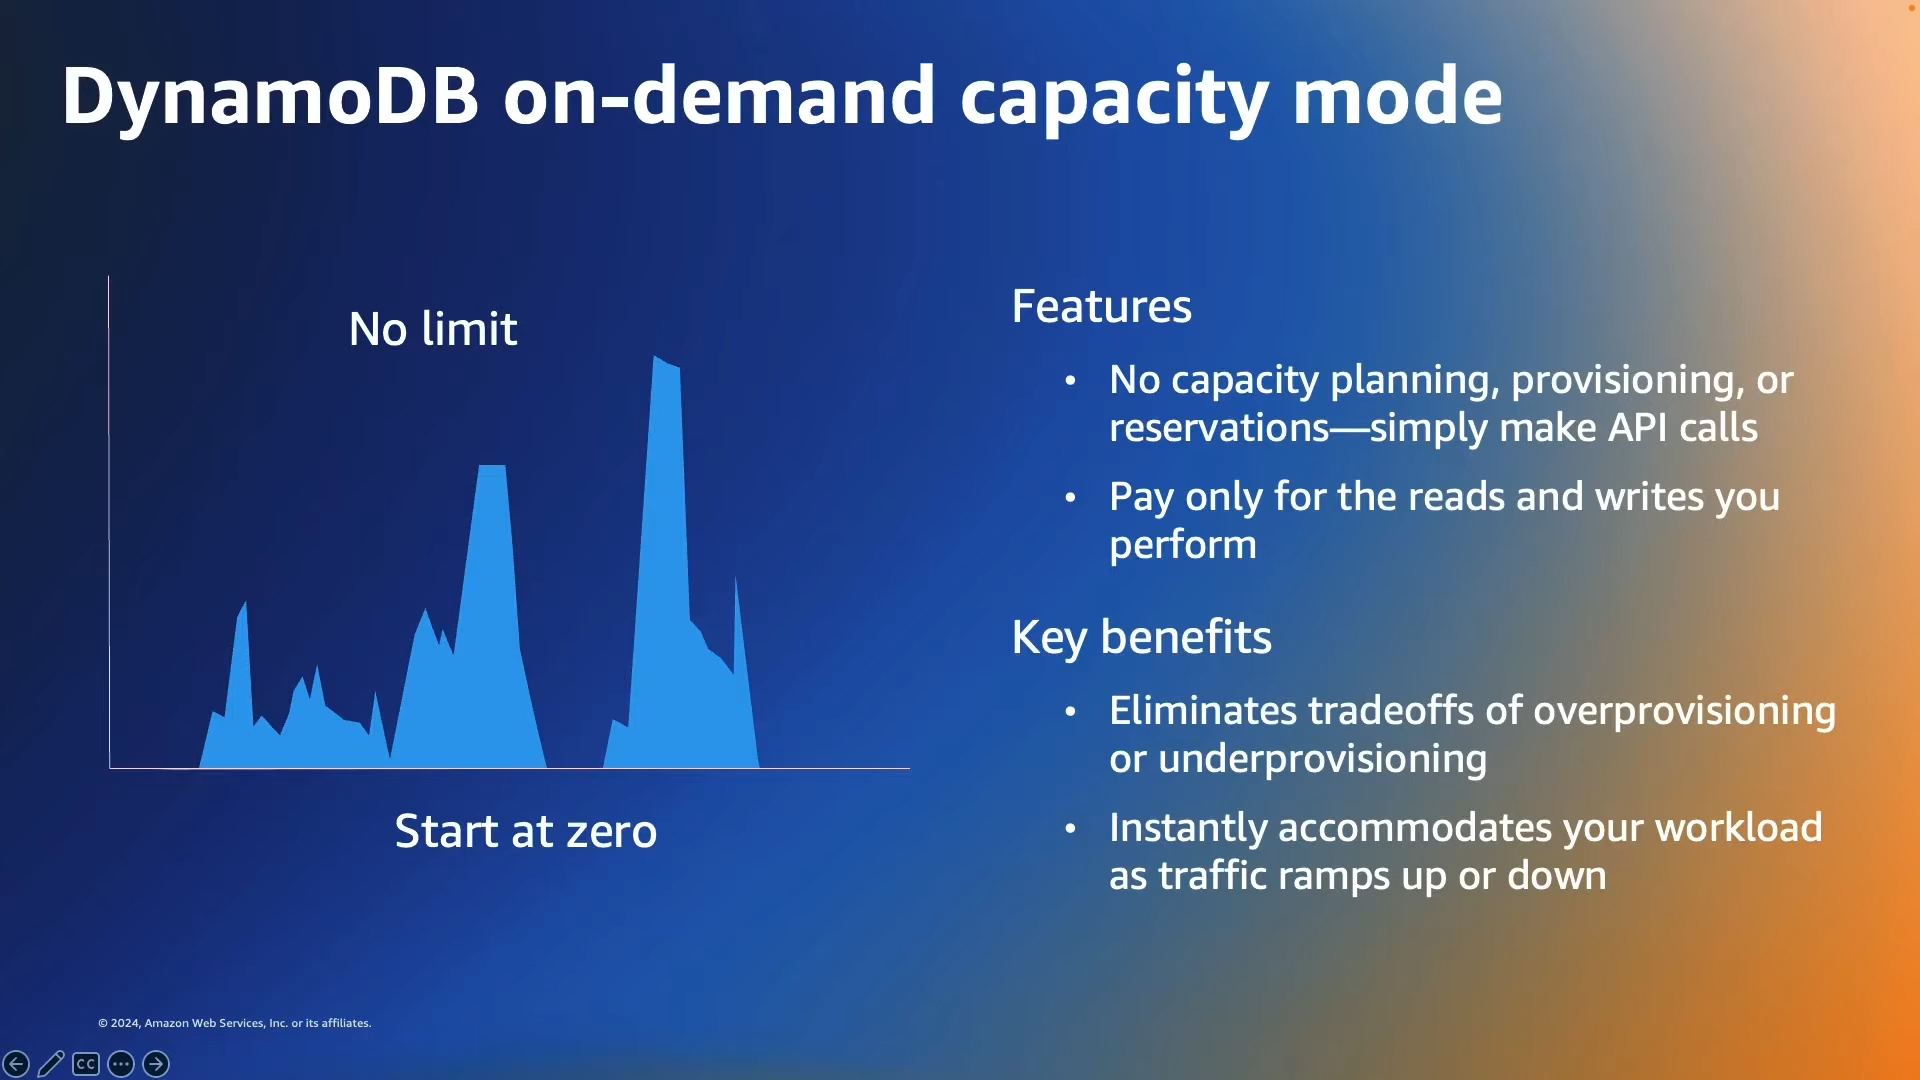 DynamoDB on-demand capacity mode
No limit
Start at zero
Features
• No capacity planning, provisioning, or
reservations—simply make API calls
• Pay only for the reads and writes you
perform
Key benefits
• Eliminates tradeoffs of overprovisioning
or underprovisioning
• Instantly accommodates your workload
as traffic ramps up or down
© 2024, Amazon Web Services, Inc. or its affiliates.
CC